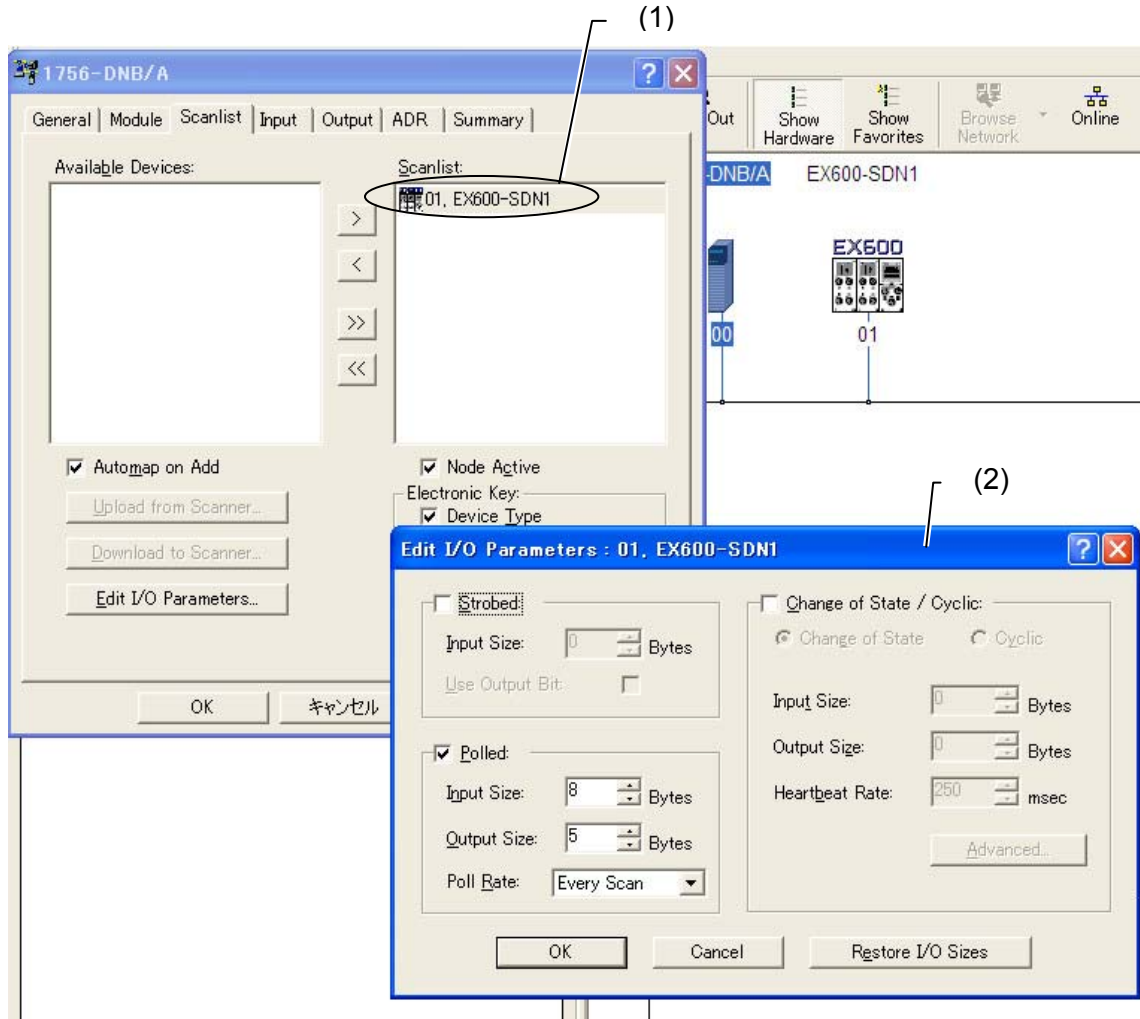 (1)
1756-DNB/A
General Module Scanlist Input Output ADR Summary
Available Devices:
Scanlist:
01, EX600-SDN1
>
<
>>
<<
Automap on Add
Upload from Scanner...
Download to Scanner...
Edit I/O Parameters...
Node Active
Electronic Key:
Device Type
OK
キャンセル
Out
Show Hardware
Show Favorites
Browse Network
Online
-DNB/A
EX600-SDN1
EX600
00
01
(2)
Edit I/O Parameters : 01, EX600-SDN1
Strobed:
Input Size: 0 Bytes
Use Output Bit:
Polled:
Input Size: 8 Bytes
Output Size: 5 Bytes
Poll Rate: Every Scan
Change of State / Cyclic:
Change of State Cyclic
Input Size: 0 Bytes
Output Size: 0 Bytes
Heartbeat Rate: 250 msec
Advanced...
OK
Cancel
Restore I/O Sizes